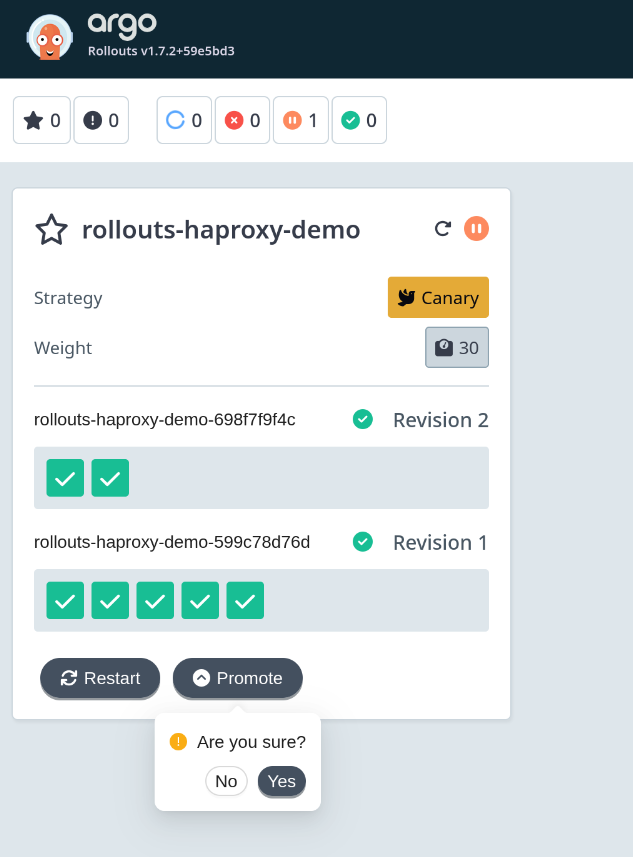 argo
Rollouts v1.7.2+59e5bd3
0 0 0 0 1 0
rollouts-haproxy-demo
Strategy Canary
Weight 30
rollouts-haproxy-demo-698f7f9f4c Revision 2
rollouts-haproxy-demo-599c78d76d Revision 1
Restart Promote
Are you sure?
No Yes